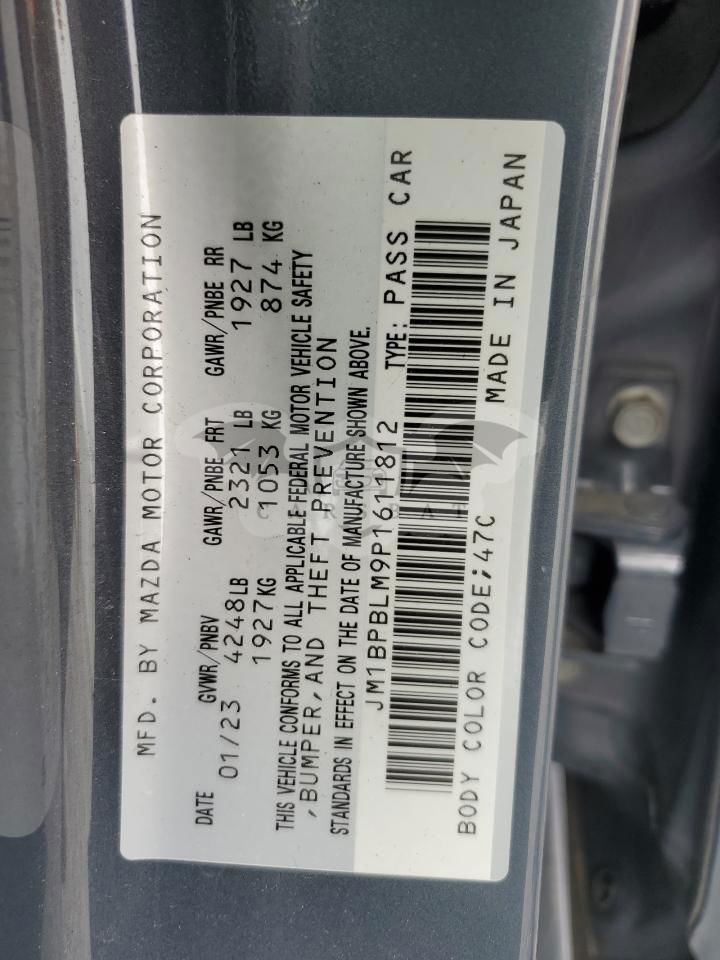 MFD. BY MAZDA MOTOR CORPORATION
DATE GVWR/PNBV GAWR/PNBE FRT GAWR/PNBE RR
01/23 4248LB 2321 LB 1927 LB
1927KG 1053 KG 874 KG
THIS VEHICLE CONFORMS TO ALL APPLICABLE FEDERAL MOTOR VEHICLE SAFETY
,BUMPER,AND THEFT PREVENTION
STANDARDS IN EFFECT ON THE DATE OF MANUFACTURE SHOWN ABOVE.
JM1BPBLM9P1611812 TYPE: PASS CAR
BODY COLOR CODE;47C MADE IN JAPAN